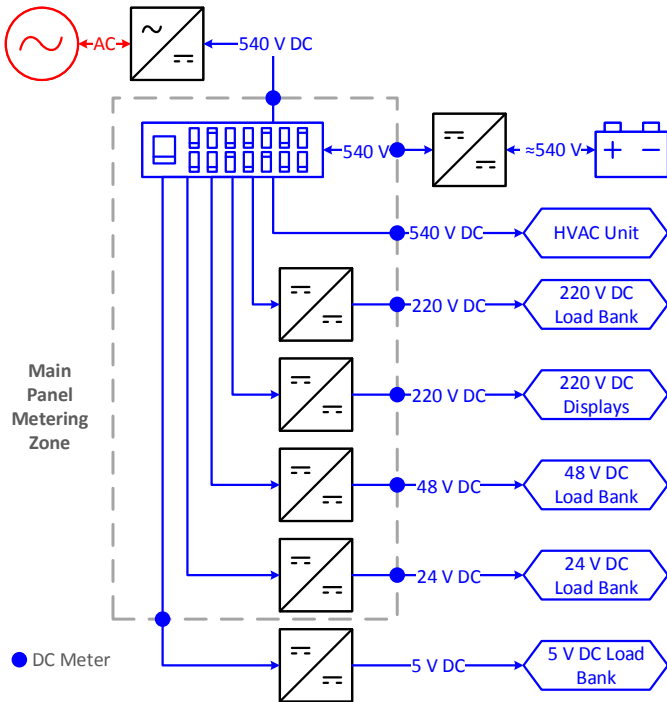 AC
540 V DC
540 V
≈540 V
+ −
540 V DC
HVAC Unit
220 V DC
220 V DC
Load Bank
Main
Panel
Metering
Zone
220 V DC
220 V DC
Displays
48 V DC
48 V DC
Load Bank
24 V DC
24 V DC
Load Bank
DC Meter
5 V DC
5 V DC Load
Bank